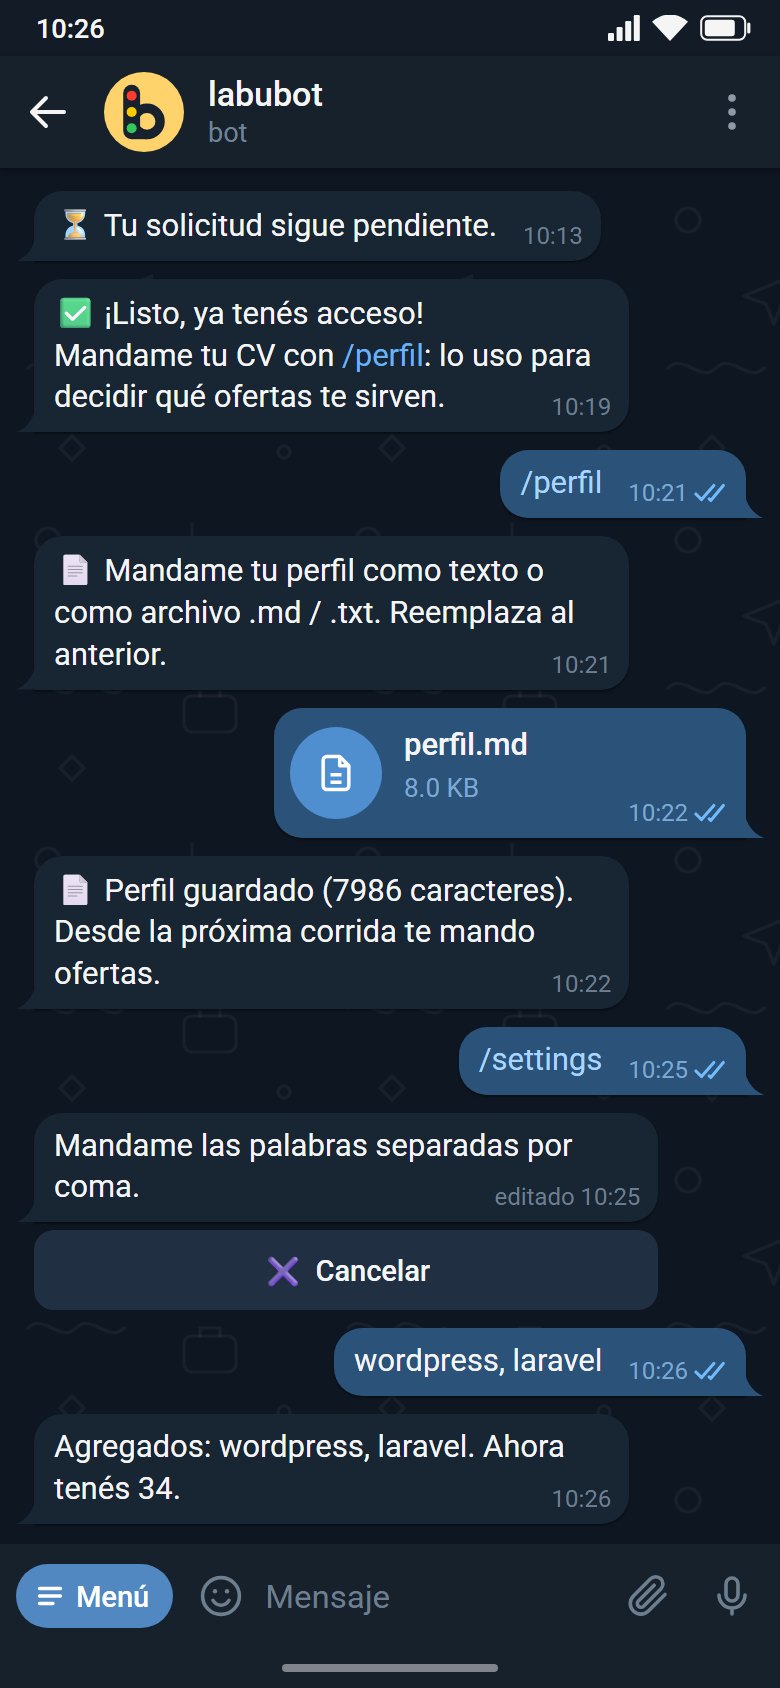 10:26
labubot
bot
⏳ Tu solicitud sigue pendiente. 10:13
✅ ¡Listo, ya tenés acceso!
Mandame tu CV con /perfil: lo uso para
decidir qué ofertas te sirven. 10:19
/perfil 10:21
📄 Mandame tu perfil como texto o
como archivo .md / .txt. Reemplaza al
anterior. 10:21
perfil.md
8.0 KB
10:22
📄 Perfil guardado (7986 caracteres).
Desde la próxima corrida te mando
ofertas. 10:22
/settings 10:25
Mandame las palabras separadas por
coma. editado 10:25
❌ Cancelar
wordpress, laravel 10:26
Agregados: wordpress, laravel. Ahora
tenés 34. 10:26
Menú Mensaje